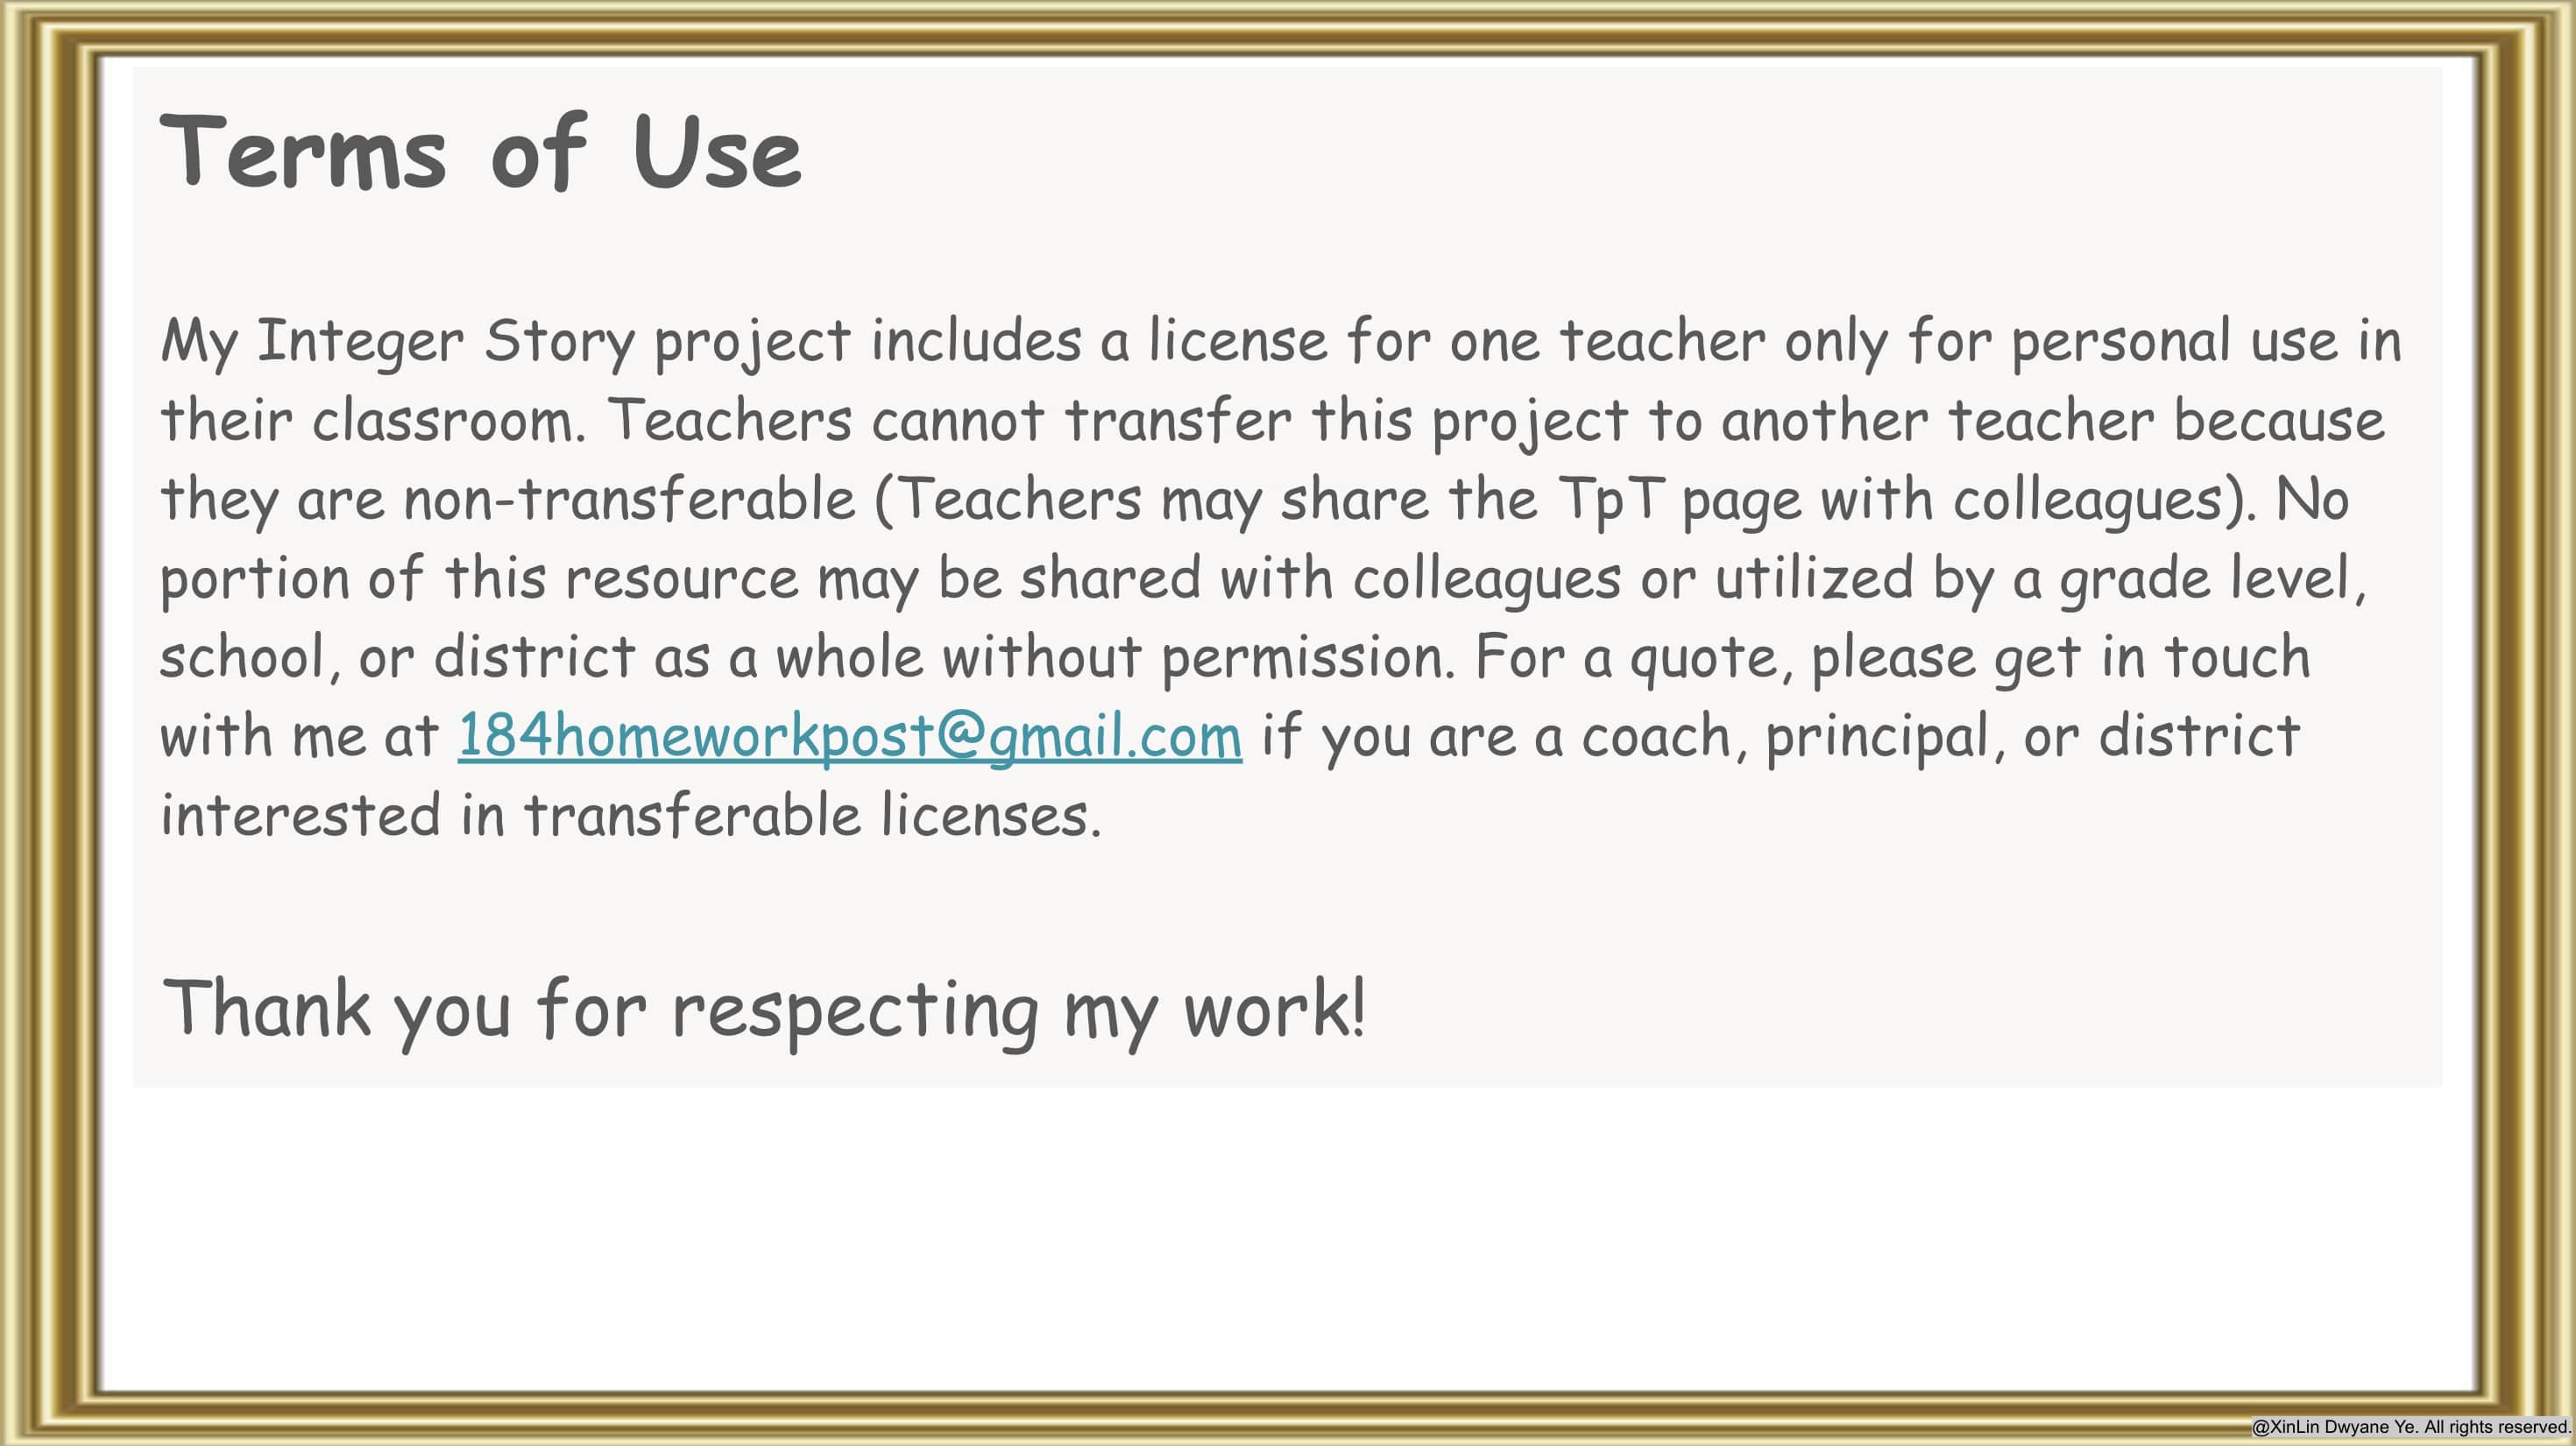 Terms of Use
My Integer Story project includes a license for one teacher only for personal use in
their classroom. Teachers cannot transfer this project to another teacher because
they are non-transferable (Teachers may share the TpT page with colleagues). No
portion of this resource may be shared with colleagues or utilized by a grade level,
school, or district as a whole without permission. For a quote, please get in touch
with me at 184homeworkpost@gmail.com if you are a coach, principal, or district
interested in transferable licenses.
Thank you for respecting my work!
@XinLin Dwyane Ye. All rights reserved.